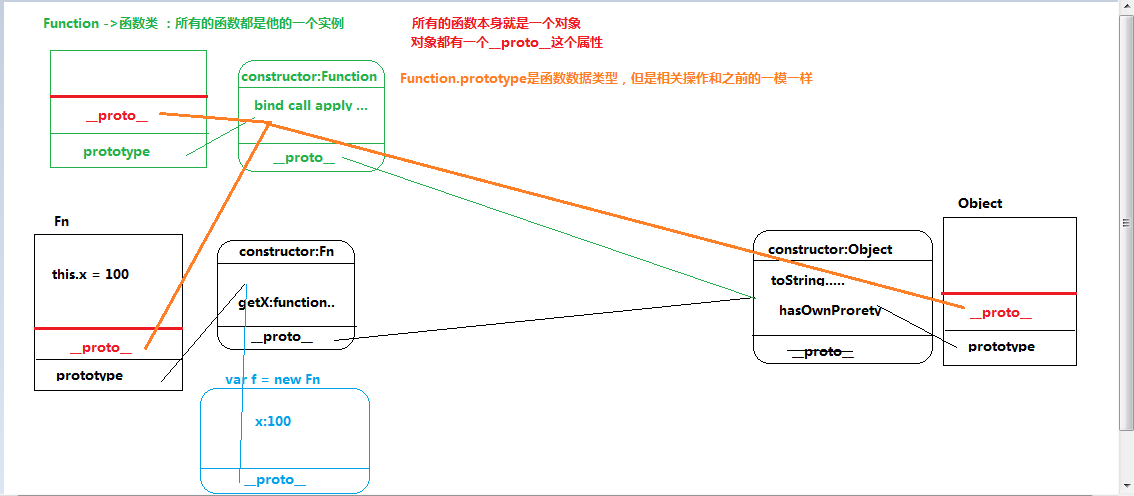 Function ->函数类 ：所有的函数都是他的一个实例
所有的函数本身就是一个对象
对象都有一个__proto__这个属性
Function.prototype是函数数据类型，但是相关操作和之前的一模一样
__proto__
prototype
constructor:Function
bind call apply ...
__proto__
Fn
this.x = 100
__proto__
prototype
constructor:Fn
getX:function..
__proto__
var f = new Fn
x:100
__proto__
constructor:Object
toString.....
hasOwnProrety
__proto__
Object
__proto__
prototype